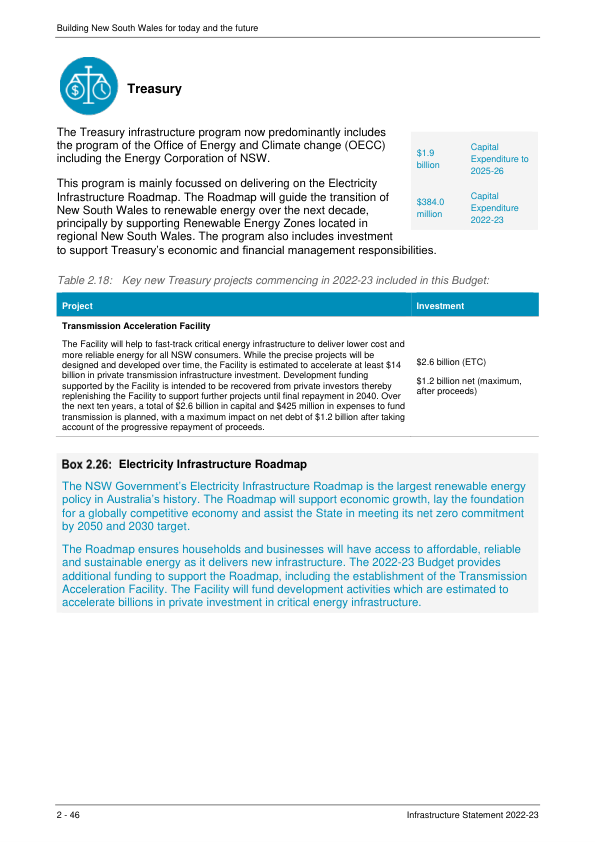 Building New South Wales for today and the future
Treasury
The Treasury infrastructure program now predominantly includes
the program of the Office of Energy and Climate change (OECC)
including the Energy Corporation of NSW.
This program is mainly focussed on delivering on the Electricity
Infrastructure Roadmap. The Roadmap will guide the transition of
New South Wales to renewable energy over the next decade,
principally by supporting Renewable Energy Zones located in
regional New South Wales. The program also includes investment
to support Treasury’s economic and financial management responsibilities.
$1.9
billion
Capital
Expenditure to
2025-26
$384.0
million
Capital
Expenditure
2022-23
Table 2.18: Key new Treasury projects commencing in 2022-23 included in this Budget:
Project Investment
Transmission Acceleration Facility
The Facility will help to fast-track critical energy infrastructure to deliver lower cost and
more reliable energy for all NSW consumers. While the precise projects will be
designed and developed over time, the Facility is estimated to accelerate at least $14
billion in private transmission infrastructure investment. Development funding
supported by the Facility is intended to be recovered from private investors thereby
replenishing the Facility to support further projects until final repayment in 2040. Over
the next ten years, a total of $2.6 billion in capital and $425 million in expenses to fund
transmission is planned, with a maximum impact on net debt of $1.2 billion after taking
account of the progressive repayment of proceeds.
$2.6 billion (ETC)
$1.2 billion net (maximum,
after proceeds)
Box 2.26: Electricity Infrastructure Roadmap
The NSW Government’s Electricity Infrastructure Roadmap is the largest renewable energy
policy in Australia’s history. The Roadmap will support economic growth, lay the foundation
for a globally competitive economy and assist the State in meeting its net zero commitment
by 2050 and 2030 target.
The Roadmap ensures households and businesses will have access to affordable, reliable
and sustainable energy as it delivers new infrastructure. The 2022-23 Budget provides
additional funding to support the Roadmap, including the establishment of the Transmission
Acceleration Facility. The Facility will fund development activities which are estimated to
accelerate billions in private investment in critical energy infrastructure.
2 - 46 Infrastructure Statement 2022-23